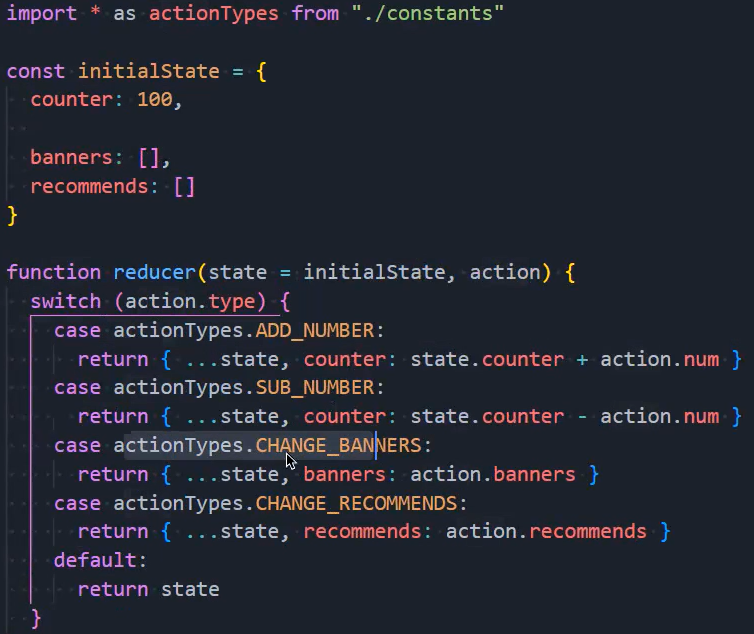 import * as actionTypes from "./constants"
const initialState = {
counter: 100,
banners: [],
recommends: []
}
function reducer(state = initialState, action) {
switch (action.type) {
case actionTypes.ADD_NUMBER:
return { ...state, counter: state.counter + action.num }
case actionTypes.SUB_NUMBER:
return { ...state, counter: state.counter - action.num }
case actionTypes.CHANGE_BANNERS:
return { ...state, banners: action.banners }
case actionTypes.CHANGE_RECOMMENDS:
return { ...state, recommends: action.recommends }
default:
return state
}